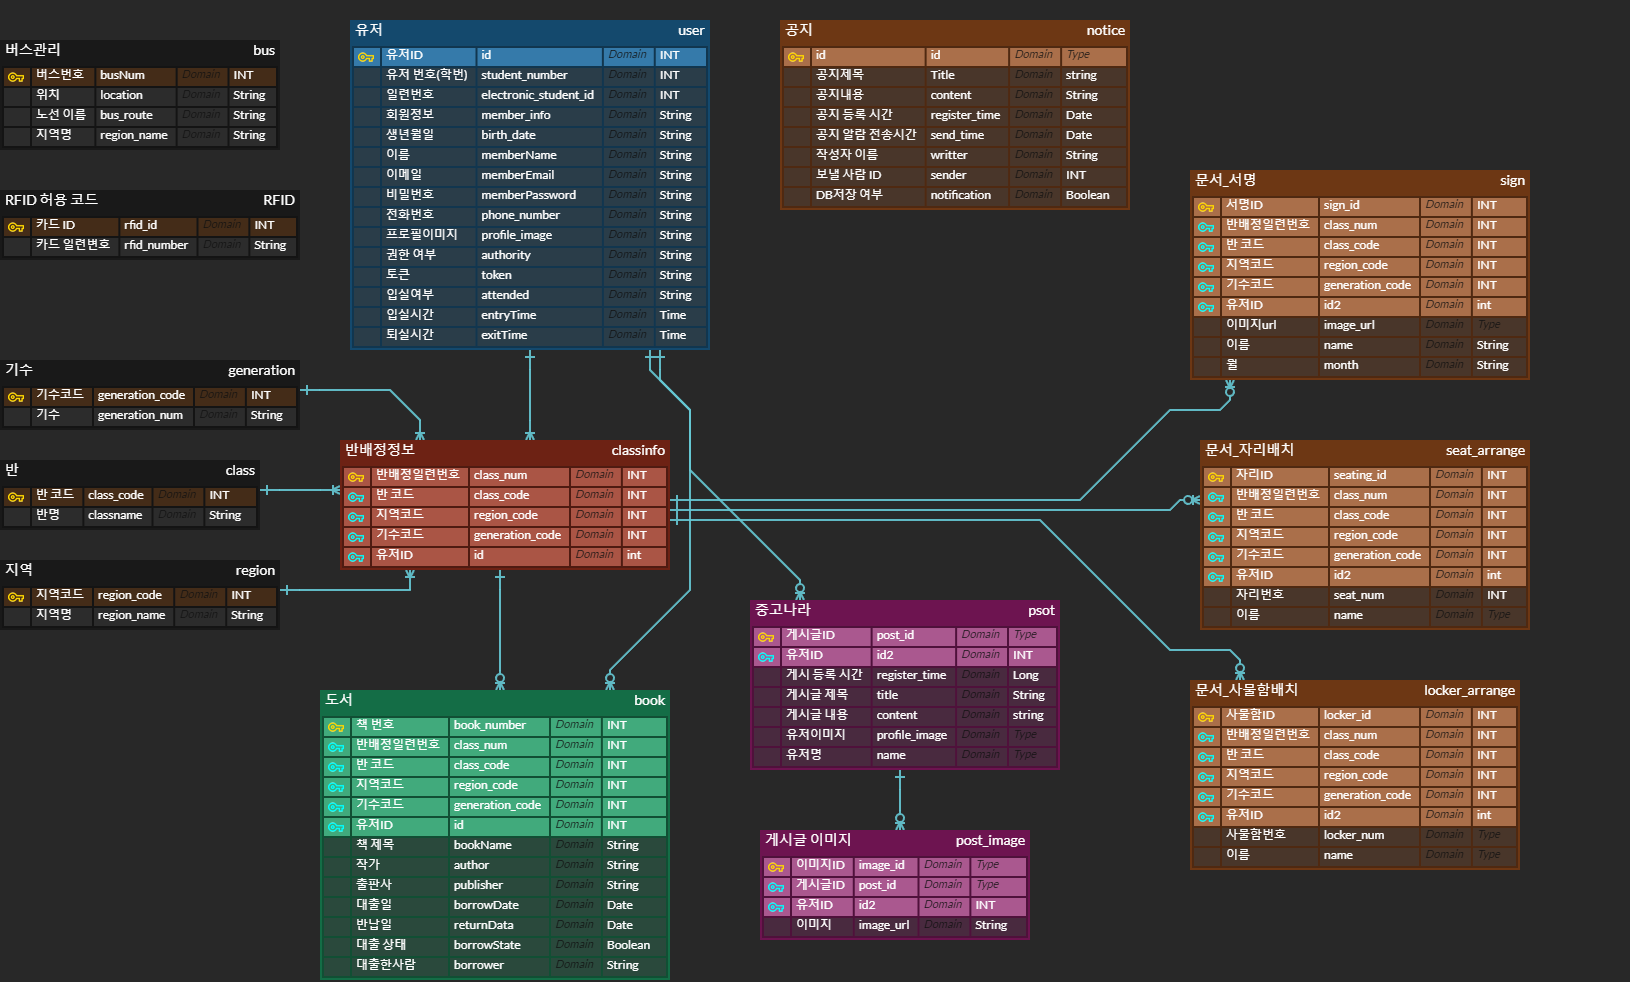 버스관리 bus
버스번호 busNum Domain INT
위치 location Domain String
노선 이름 bus_route Domain String
지역명 region_name Domain String
RFID 허용 코드 RFID
카드 ID rfid_id Domain INT
카드 일련번호 rfid_number Domain String
기수 generation
기수코드 generation_code Domain INT
기수 generation_num Domain String
반 class
반 코드 class_code Domain INT
반명 classname Domain String
지역 region
지역코드 region_code Domain INT
지역명 region_name Domain String
유저 user
유저ID id Domain INT
유저 번호(학번) student_number Domain INT
일련번호 electronic_student_id Domain INT
회원정보 member_info Domain String
생년월일 birth_date Domain String
이름 memberName Domain String
이메일 memberEmail Domain String
비밀번호 memberPassword Domain String
전화번호 phone_number Domain String
프로필이미지 profile_image Domain String
권한 여부 authority Domain String
토큰 token Domain String
입실여부 attended Domain String
입실시간 entryTime Domain Time
퇴실시간 exitTime Domain Time
반배정정보 classinfo
반배정일련번호 class_num Domain INT
반 코드 class_code Domain INT
지역코드 region_code Domain INT
기수코드 generation_code Domain INT
유저ID id Domain int
도서 book
책 번호 book_number Domain INT
반배정일련번호 class_num Domain INT
반 코드 class_code Domain INT
지역코드 region_code Domain INT
기수코드 generation_code Domain INT
유저ID id Domain INT
책 제목 bookName Domain String
작가 author Domain String
출판사 publisher Domain String
대출일 borrowDate Domain Date
반납일 returnData Domain Date
대출 상태 borrowState Domain Boolean
대출한사람 borrower Domain String
공지 notice
id id Domain Type
공지제목 Title Domain string
공지내용 content Domain String
공지 등록 시간 register_time Domain Date
공지 알람 전송시간 send_time Domain Date
작성자 이름 writter Domain String
보낼 사람 ID sender Domain INT
DB저장 여부 notification Domain Boolean
중고나라 psot
게시글ID post_id Domain Type
유저ID id2 Domain INT
게시 등록 시간 register_time Domain Long
게시글 제목 title Domain String
게시글 내용 content Domain string
유저이미지 profile_image Domain Type
유저명 name Domain Type
게시글 이미지 post_image
이미지ID image_id Domain Type
게시글ID post_id Domain Type
유저ID id2 Domain INT
이미지 image_url Domain String
문서_서명 sign
서명ID sign_id Domain INT
반배정일련번호 class_num Domain INT
반 코드 class_code Domain INT
지역코드 region_code Domain INT
기수코드 generation_code Domain INT
유저ID id2 Domain int
이미지url image_url Domain Type
이름 name Domain String
월 month Domain String
문서_자리배치 seat_arrange
자리ID seating_id Domain INT
반배정일련번호 class_num Domain INT
반 코드 class_code Domain INT
지역코드 region_code Domain INT
기수코드 generation_code Domain INT
유저ID id2 Domain int
자리번호 seat_num Domain INT
이름 name Domain Type
문서_사물함배치 locker_arrange
사물함ID locker_id Domain INT
반배정일련번호 class_num Domain INT
반 코드 class_code Domain INT
지역코드 region_code Domain INT
기수코드 generation_code Domain INT
유저ID id2 Domain int
사물함번호 locker_num Domain Type
이름 name Domain Type